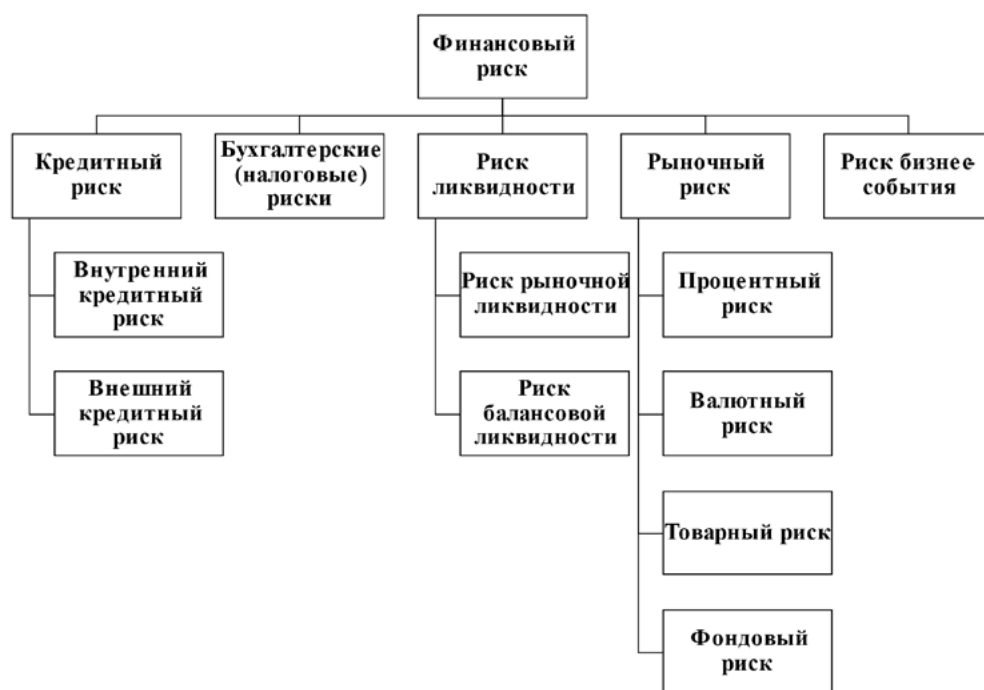 Финансовый
риск
Кредитный
риск
Бухгалтерские
(налоговые)
риски
Риск
ликвидности
Рыночный
риск
Риск бизнее-
события
Внутренний
кредитный
риск
Риск рыночной
ликвидности
Процентный
риск
Внешний
кредитный
риск
Риск
балансовой
ликвидности
Валютный
риск
Товарный риск
Фондовый
риск